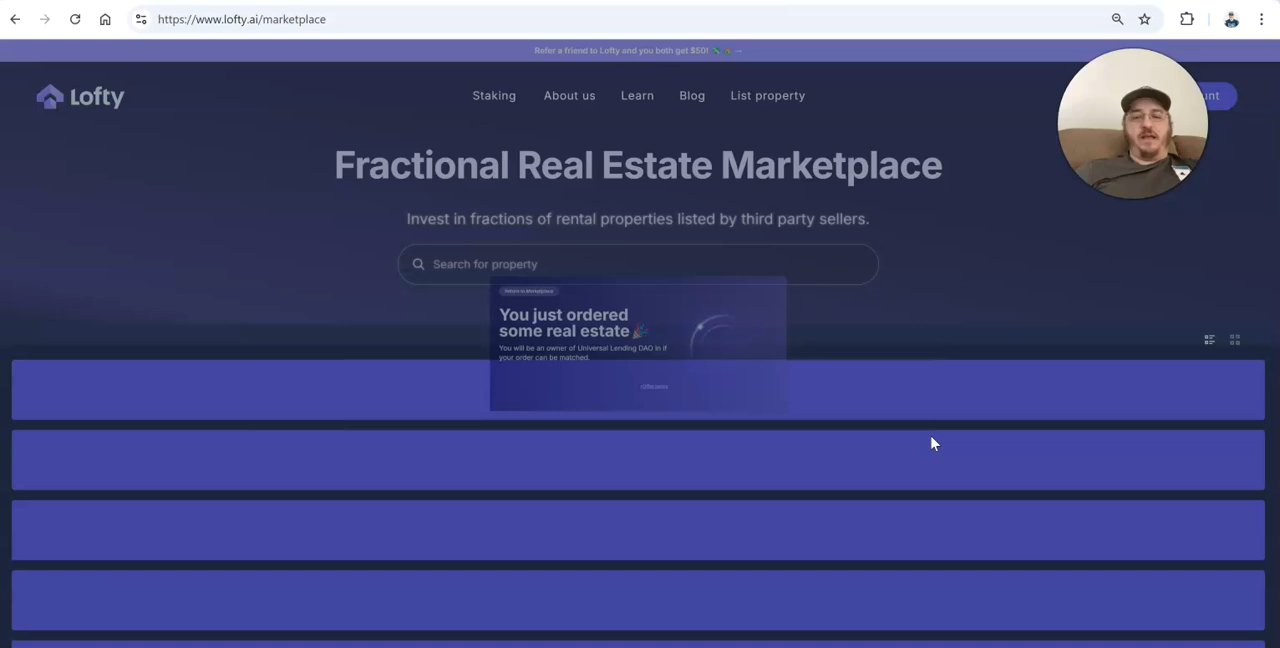 https://www.lofty.ai/marketplace
Refer a friend to Lofty and you both get $50! 💸 🎉 →
Lofty
Staking
About us
Learn
Blog
List property
Fractional Real Estate Marketplace
Invest in fractions of rental properties listed by third party sellers.
Search for property
Return to Marketplace
You just ordered
some real estate🎉
You will be an owner of Universal Lending DAO in if
your order can be matched.